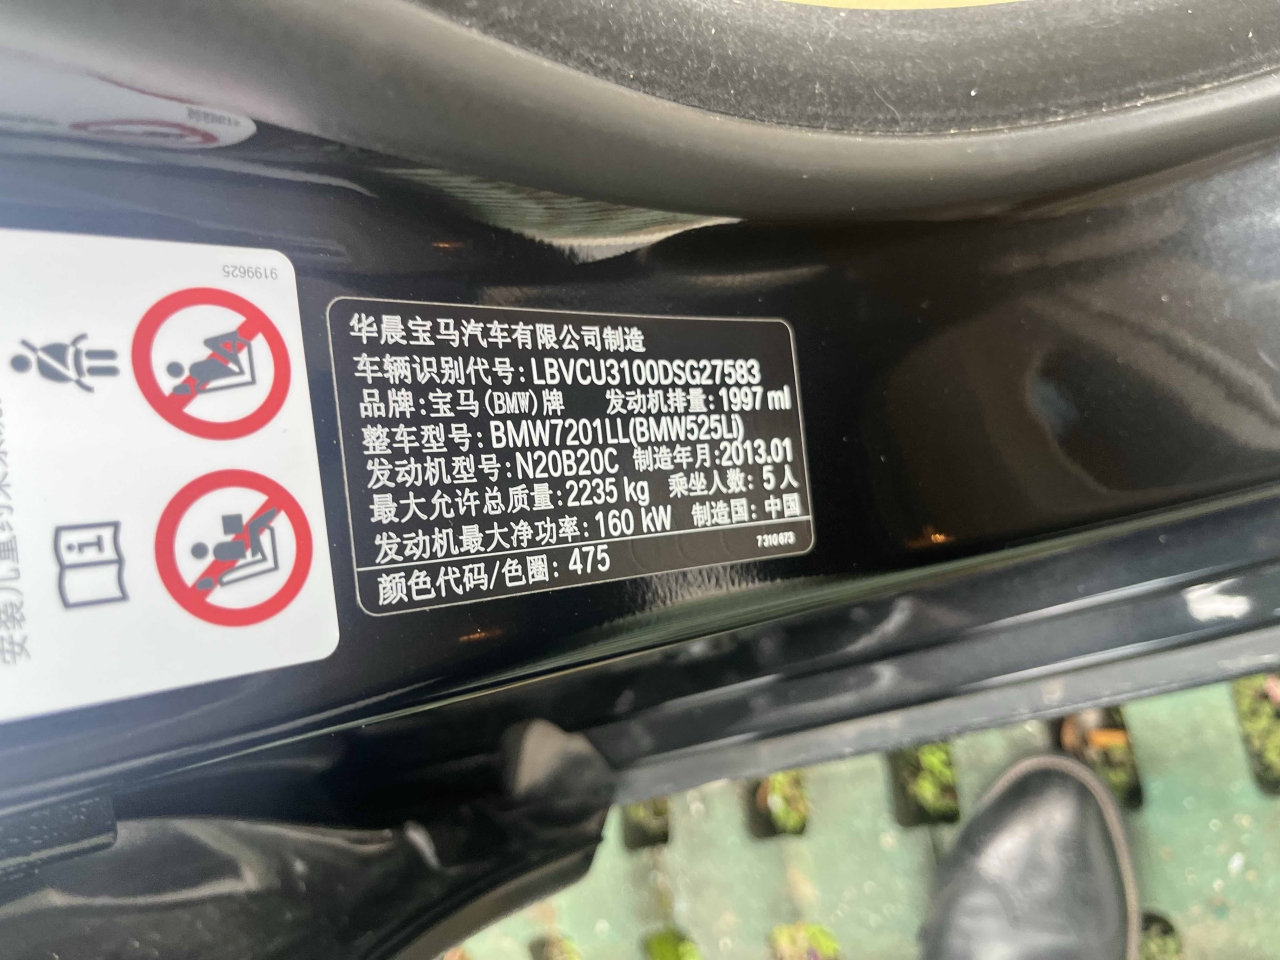 9199625
华晨宝马汽车有限公司制造
车辆识别代号: LBVCU3100DSG27583
品牌: 宝马(BMW)牌 发动机排量: 1997 ml
整车型号: BMW7201LL(BMW525Li)
发动机型号: N20B20C 制造年月: 2013.01
最大允许总质量: 2235 kg 乘坐人数: 5 人
发动机最大净功率: 160 kW 制造国: 中国
颜色代码/色圈: 475
7310673